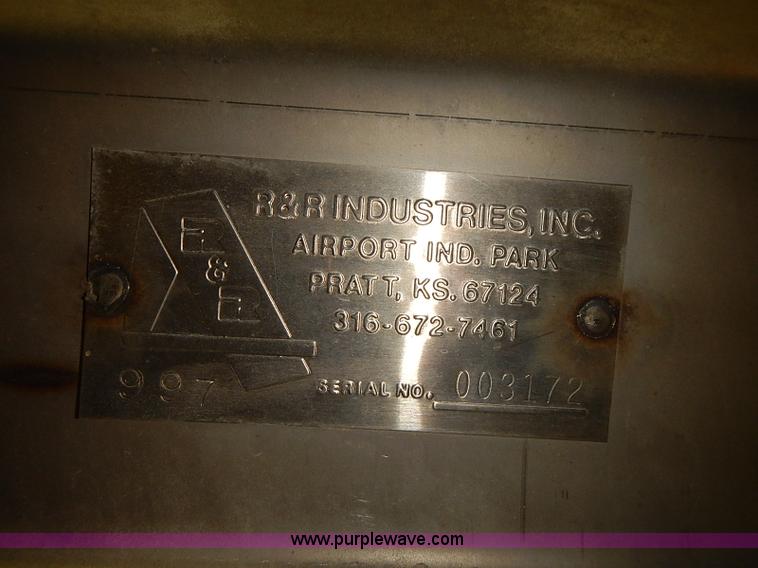 R&R INDUSTRIES, INC.
AIRPORT IND. PARK
PRATT, KS. 67124
316-672-7461
SERIAL NO. 003172
R
&
R
997
www.purplewave.com